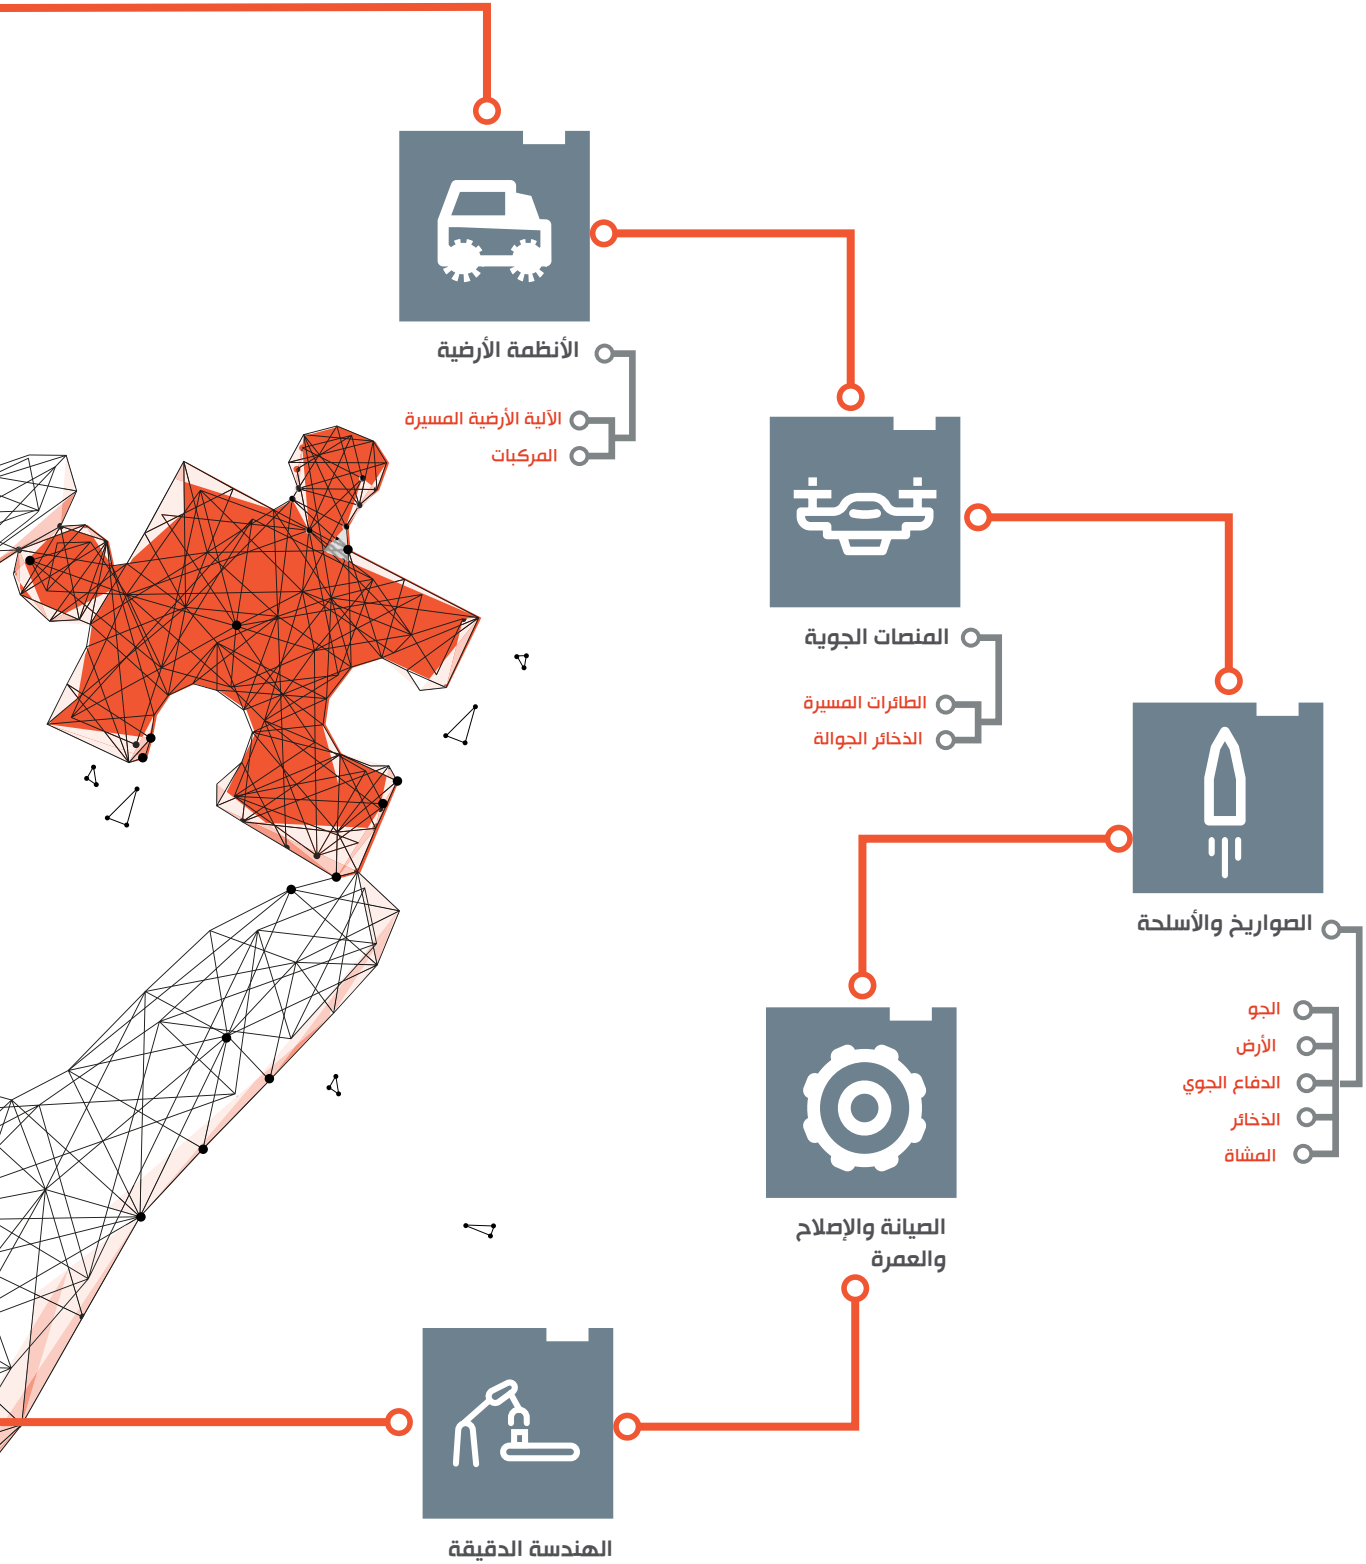 الأنظمة الأرضية
الآلية الأرضية المسيرة
المركبات
المنصات الجوية
الطائرات المسيرة
الذخائر الجوالة
الصواريخ والأسلحة
الجو
الأرض
الدفاع الجوي
الذخائر
المشاة
الصيانة والإصلاح
والعمرة
الهندسة الدقيقة